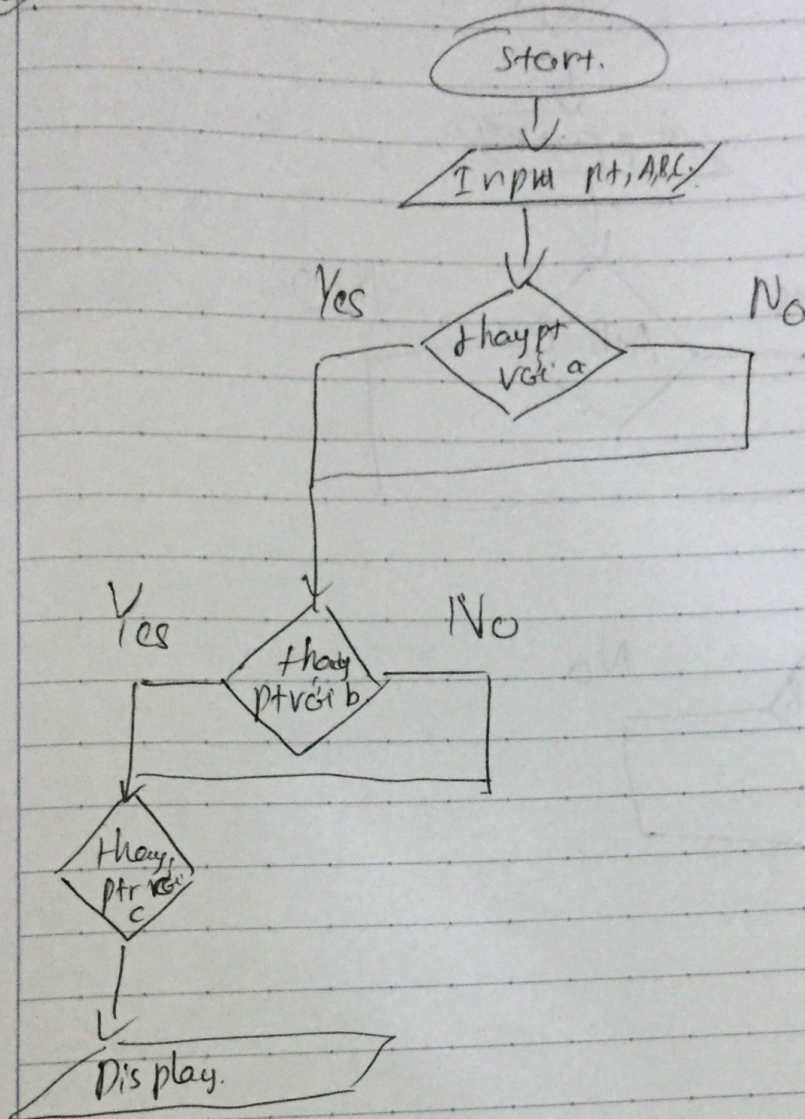 Start.
Input pt, A,B,C.
Yes
No
thay pt
với a
Yes
No
thay
pt với b
thay
ptr với
c
Display.